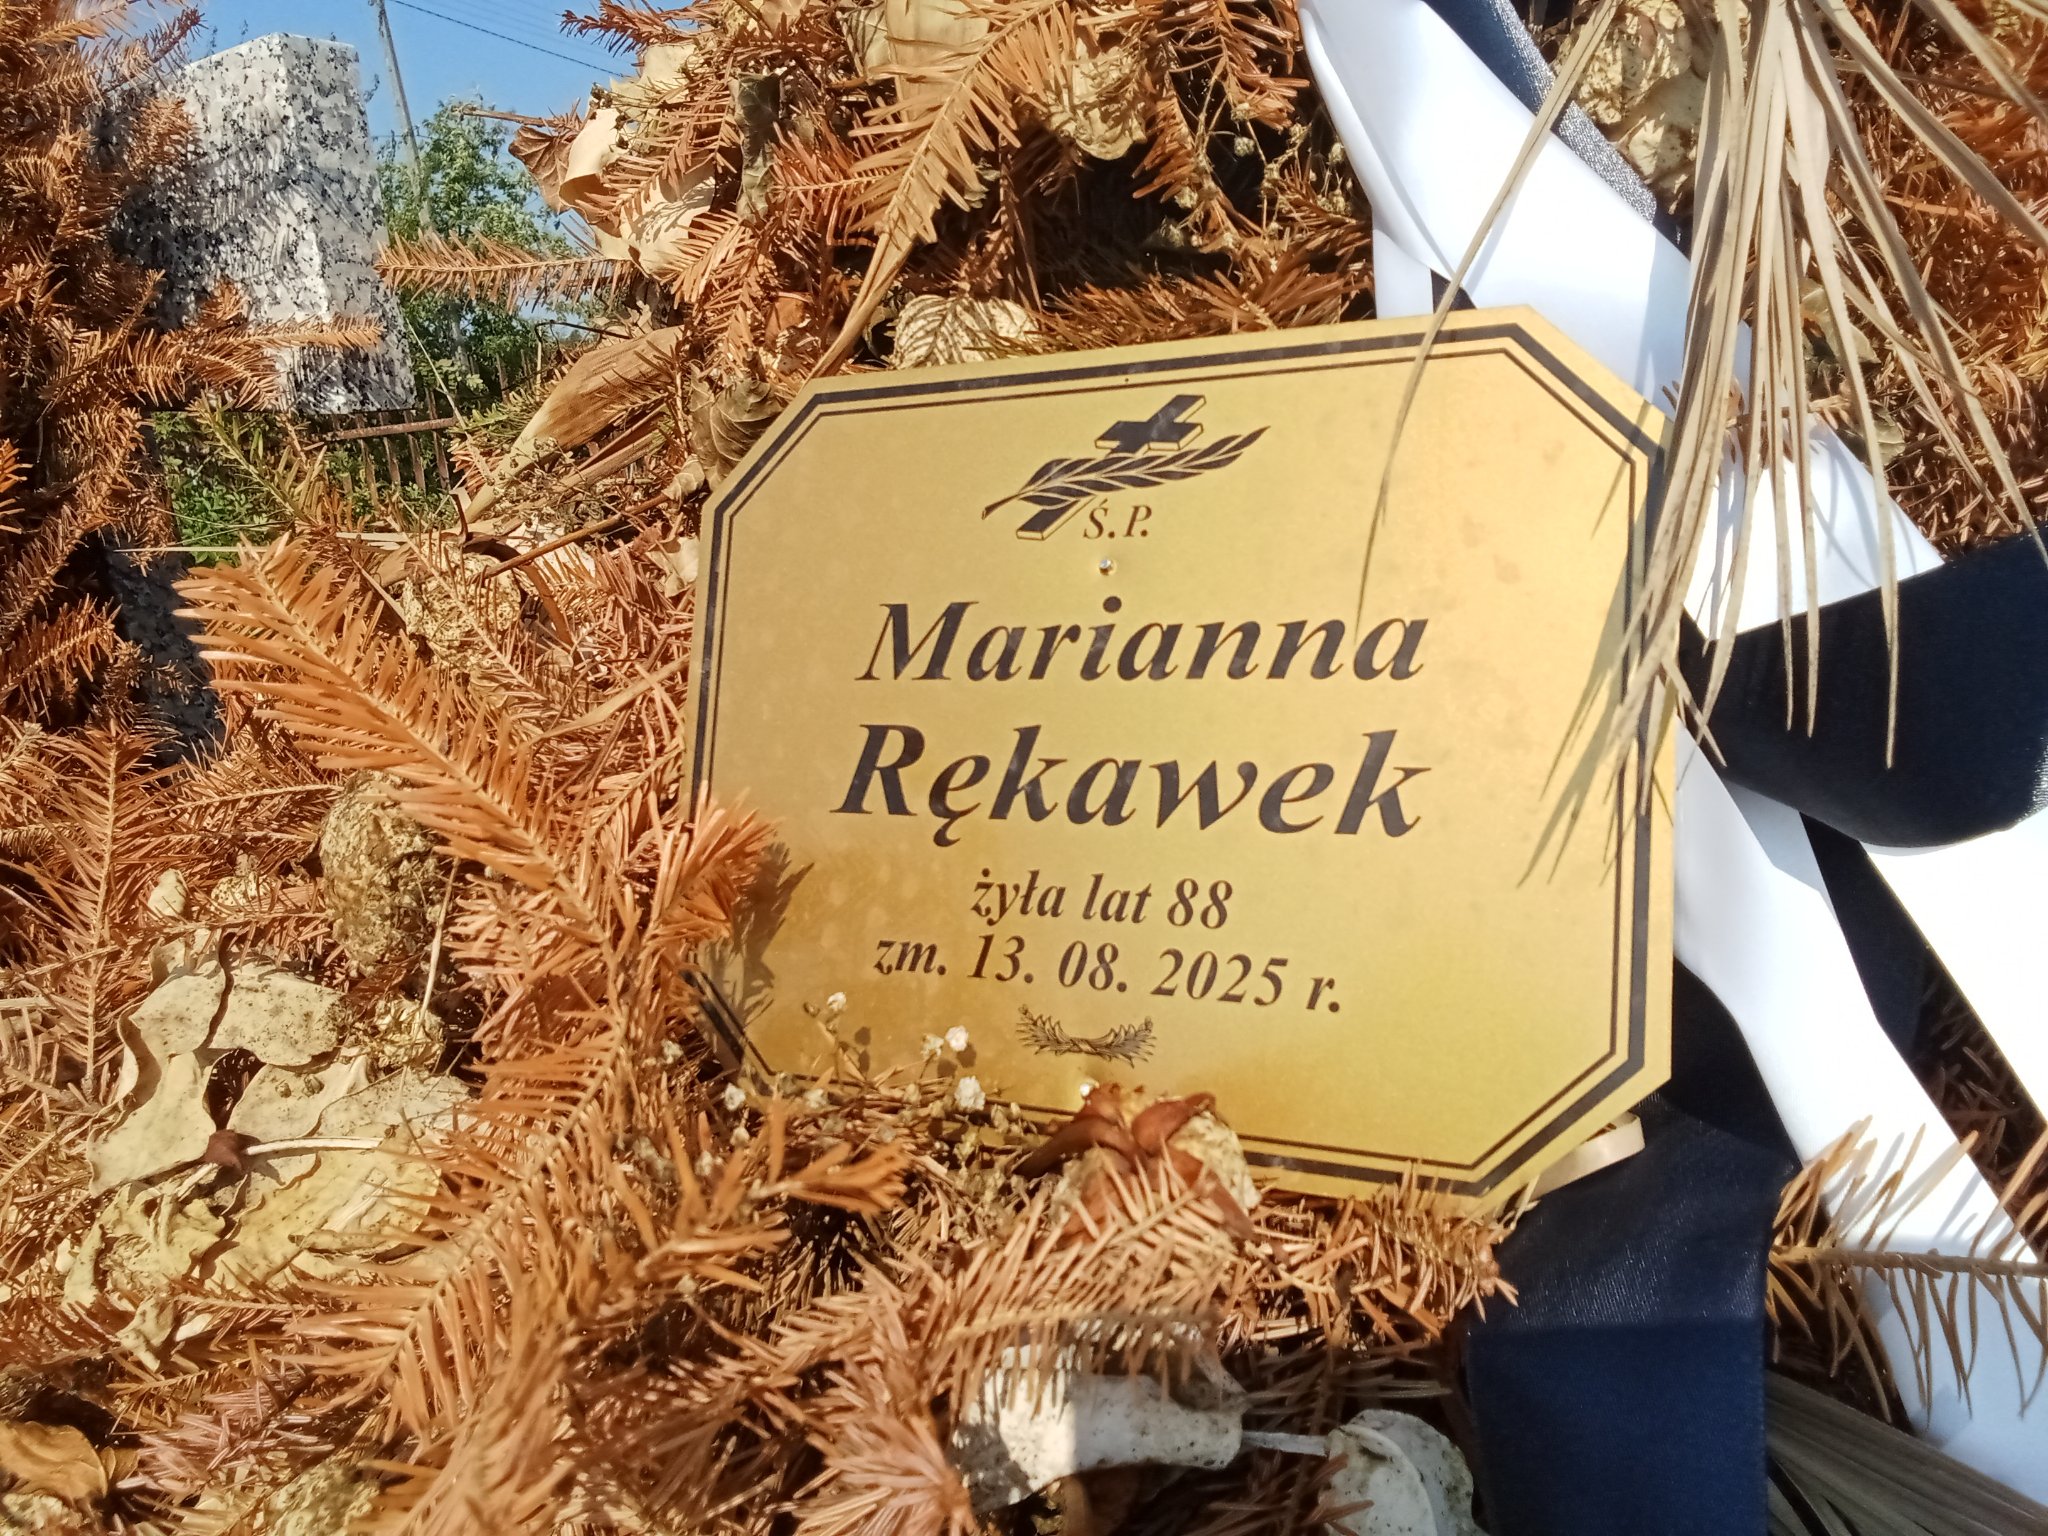 Ś.P.
Marianna
Rękawek
żyła lat 88
zm. 13. 08. 2025 r.